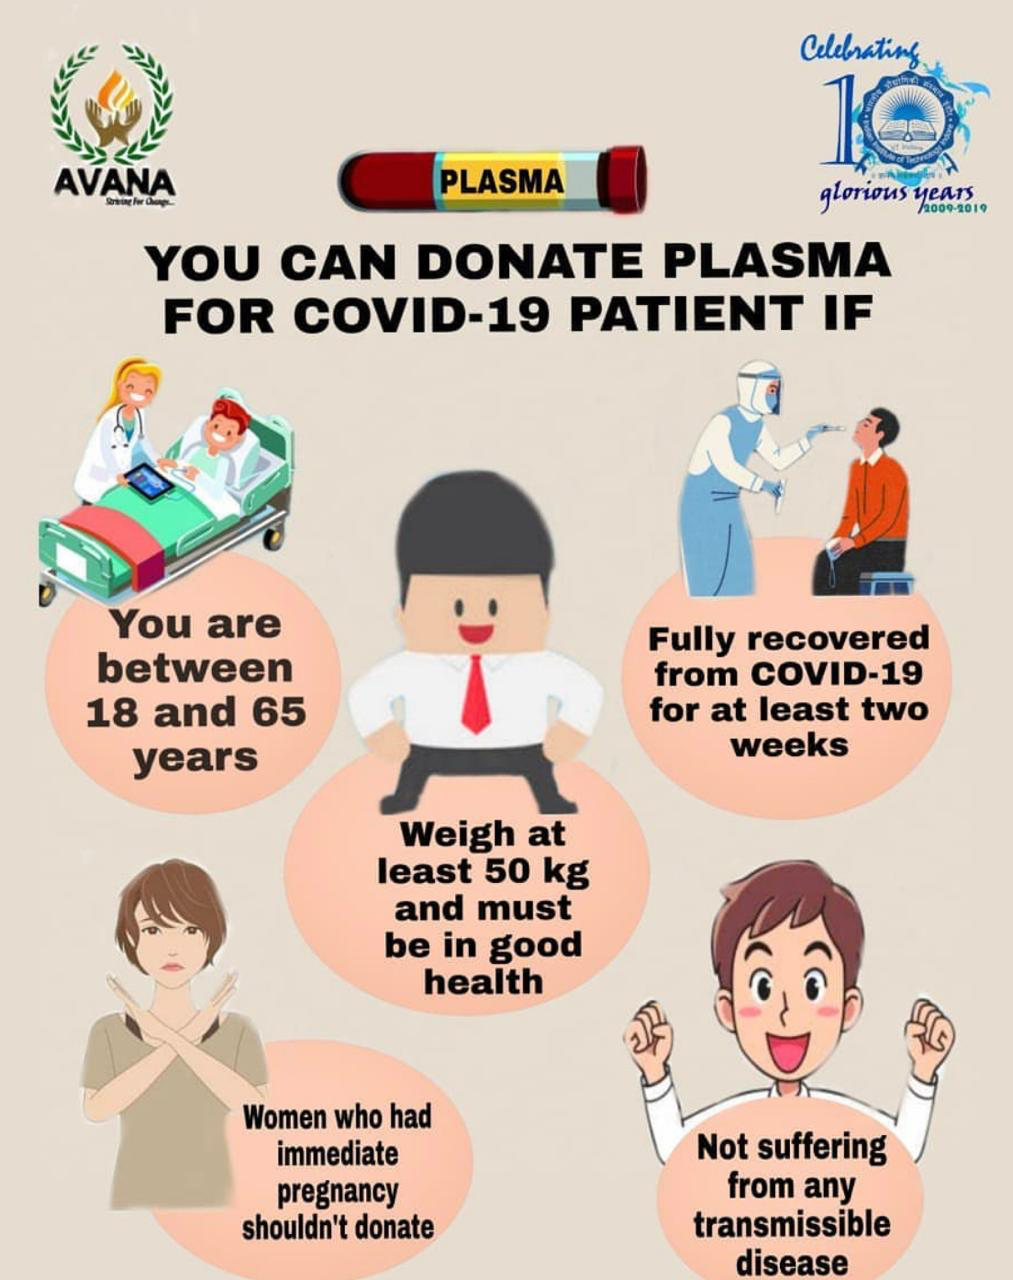 AVANA
Striving For Change...
Celebrating
10
glorious years
2009-2019
PLASMA
YOU CAN DONATE PLASMA
FOR COVID-19 PATIENT IF
You are
between
18 and 65
years
Fully recovered
from COVID-19
for at least two
weeks
Weigh at
least 50 kg
and must
be in good
health
Women who had
immediate
pregnancy
shouldn't donate
Not suffering
from any
transmissible
disease